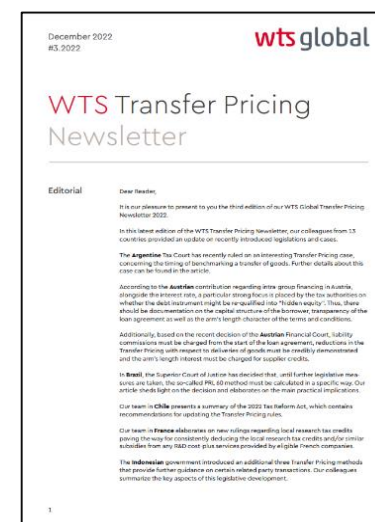 December 2022
#3.2022
wts global
WTS Transfer Pricing
Newsletter
Editorial
Dear Reader,
It is our pleasure to present to you the third edition of our WTS Global Transfer Pricing
Newsletter 2022.
In this latest edition of the WTS Transfer Pricing Newsletter, our colleagues from 13
countries provided an update on recently introduced legislations and cases.
The Argentine Tax Court has recently ruled on an interesting Transfer Pricing case,
concerning the timing of benchmarking a transfer of goods. Further details about this
case can be found in the article.
According to the Austrian contribution regarding intra-group financing in Austria,
alongside the interest rate, a particular strong focus is placed by the tax authorities on
whether the debt instrument might be re-qualified into "hidden equity". Thus, there
should be documentation on the capital structure of the borrower, transparency of the
loan agreement as well as the arm's length character of the terms and conditions.
Additionally, based on the recent decision of the Austrian Financial Court, liability
commissions must be charged from the start of the loan agreement, reductions in the
Transfer Pricing with respect to deliveries of goods must be credibly demonstrated
and the arm's length interest must be charged for supplier credits.
In Brazil, the Superior Court of Justice has decided that, until further legislative mea-
sures are taken, the so-called PRL 60 method must be calculated in a specific way. Our
article sheds light on the decision and elaborates on the main practical implications.
Our team in Chile presents a summary of the 2022 Tax Reform Act, which contains
recommendations for updating the Transfer Pricing rules.
Our team in France elaborates on new rulings regarding local research tax credits
paving the way for consistently deducting the local research tax credits and/or similar
subsidies from any R&D cost-plus services provided by eligible French companies.
The Indonesian government introduced an additional three Transfer Pricing methods
that provide further guidance on certain related party transactions. Our colleagues
summarize the key aspects of this legislative development.
1